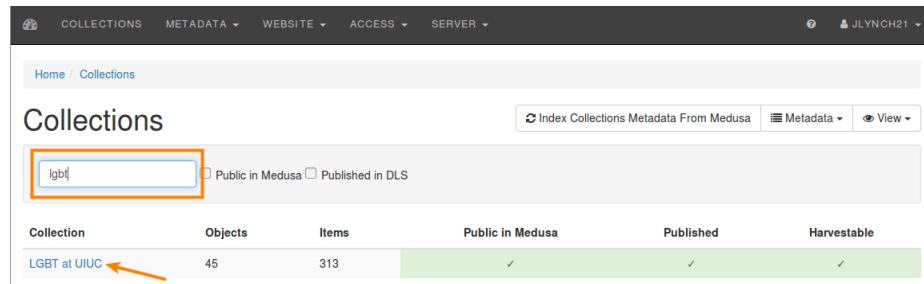 COLLECTIONS METADATA WEBSITE ACCESS SERVER JLYNCH21
Home / Collections
Collections
Index Collections Metadata From Medusa Metadata View
lgbt Public in Medusa Published in DLS
Collection Objects Items Public in Medusa Published Harvestable
LGBT at UIUC 45 313 ✓ ✓ ✓